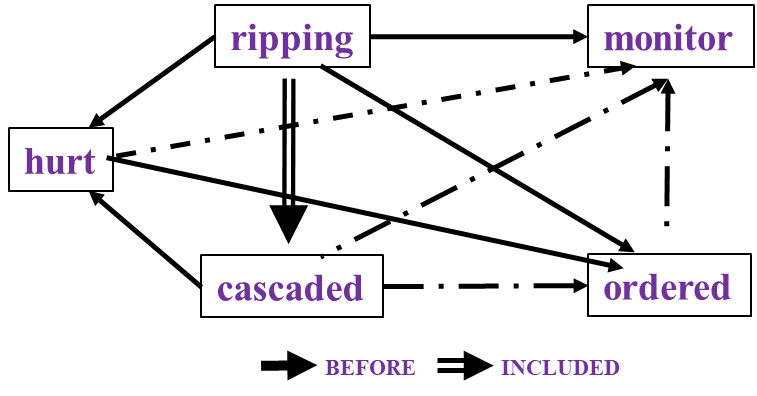 ripping
monitor
hurt
cascaded
ordered
BEFORE
INCLUDED